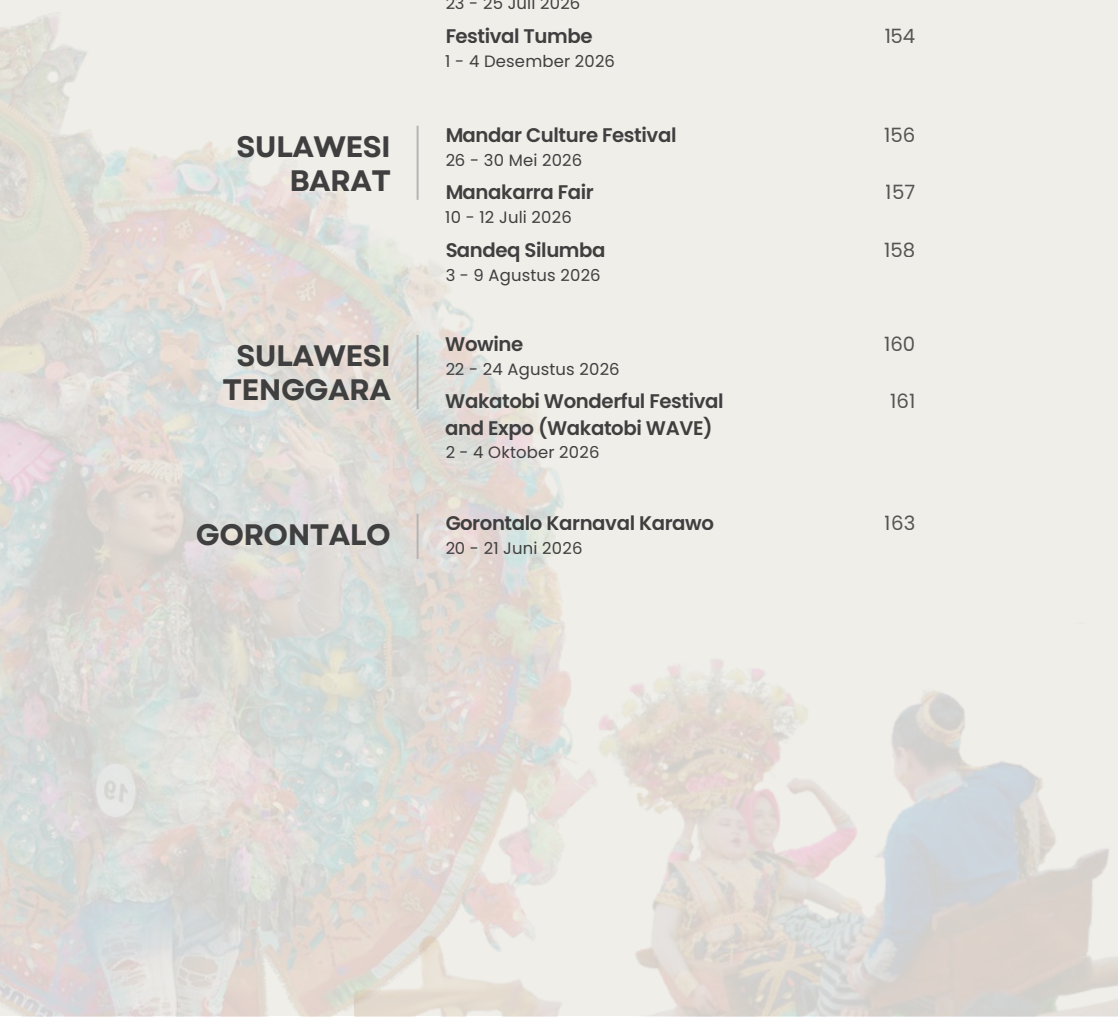 23 - 25 Juli 2026
Festival Tumbe 154
1 - 4 Desember 2026
SULAWESI
BARAT
Mandar Culture Festival 156
26 - 30 Mei 2026
Manakarra Fair 157
10 - 12 Juli 2026
Sandeq Silumba 158
3 - 9 Agustus 2026
SULAWESI
TENGGARA
Wowine 160
22 - 24 Agustus 2026
Wakatobi Wonderful Festival 161
and Expo (Wakatobi WAVE)
2 - 4 Oktober 2026
GORONTALO
Gorontalo Karnaval Karawo 163
20 - 21 Juni 2026
19